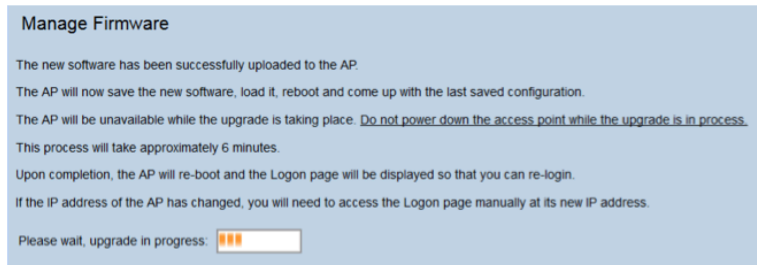 Manage Firmware
The new software has been successfully uploaded to the AP.
The AP will now save the new software, load it, reboot and come up with the last saved configuration.
The AP will be unavailable while the upgrade is taking place. Do not power down the access point while the upgrade is in process.
This process will take approximately 6 minutes.
Upon completion, the AP will re-boot and the Logon page will be displayed so that you can re-login.
If the IP address of the AP has changed, you will need to access the Logon page manually at its new IP address.
Please wait, upgrade in progress: